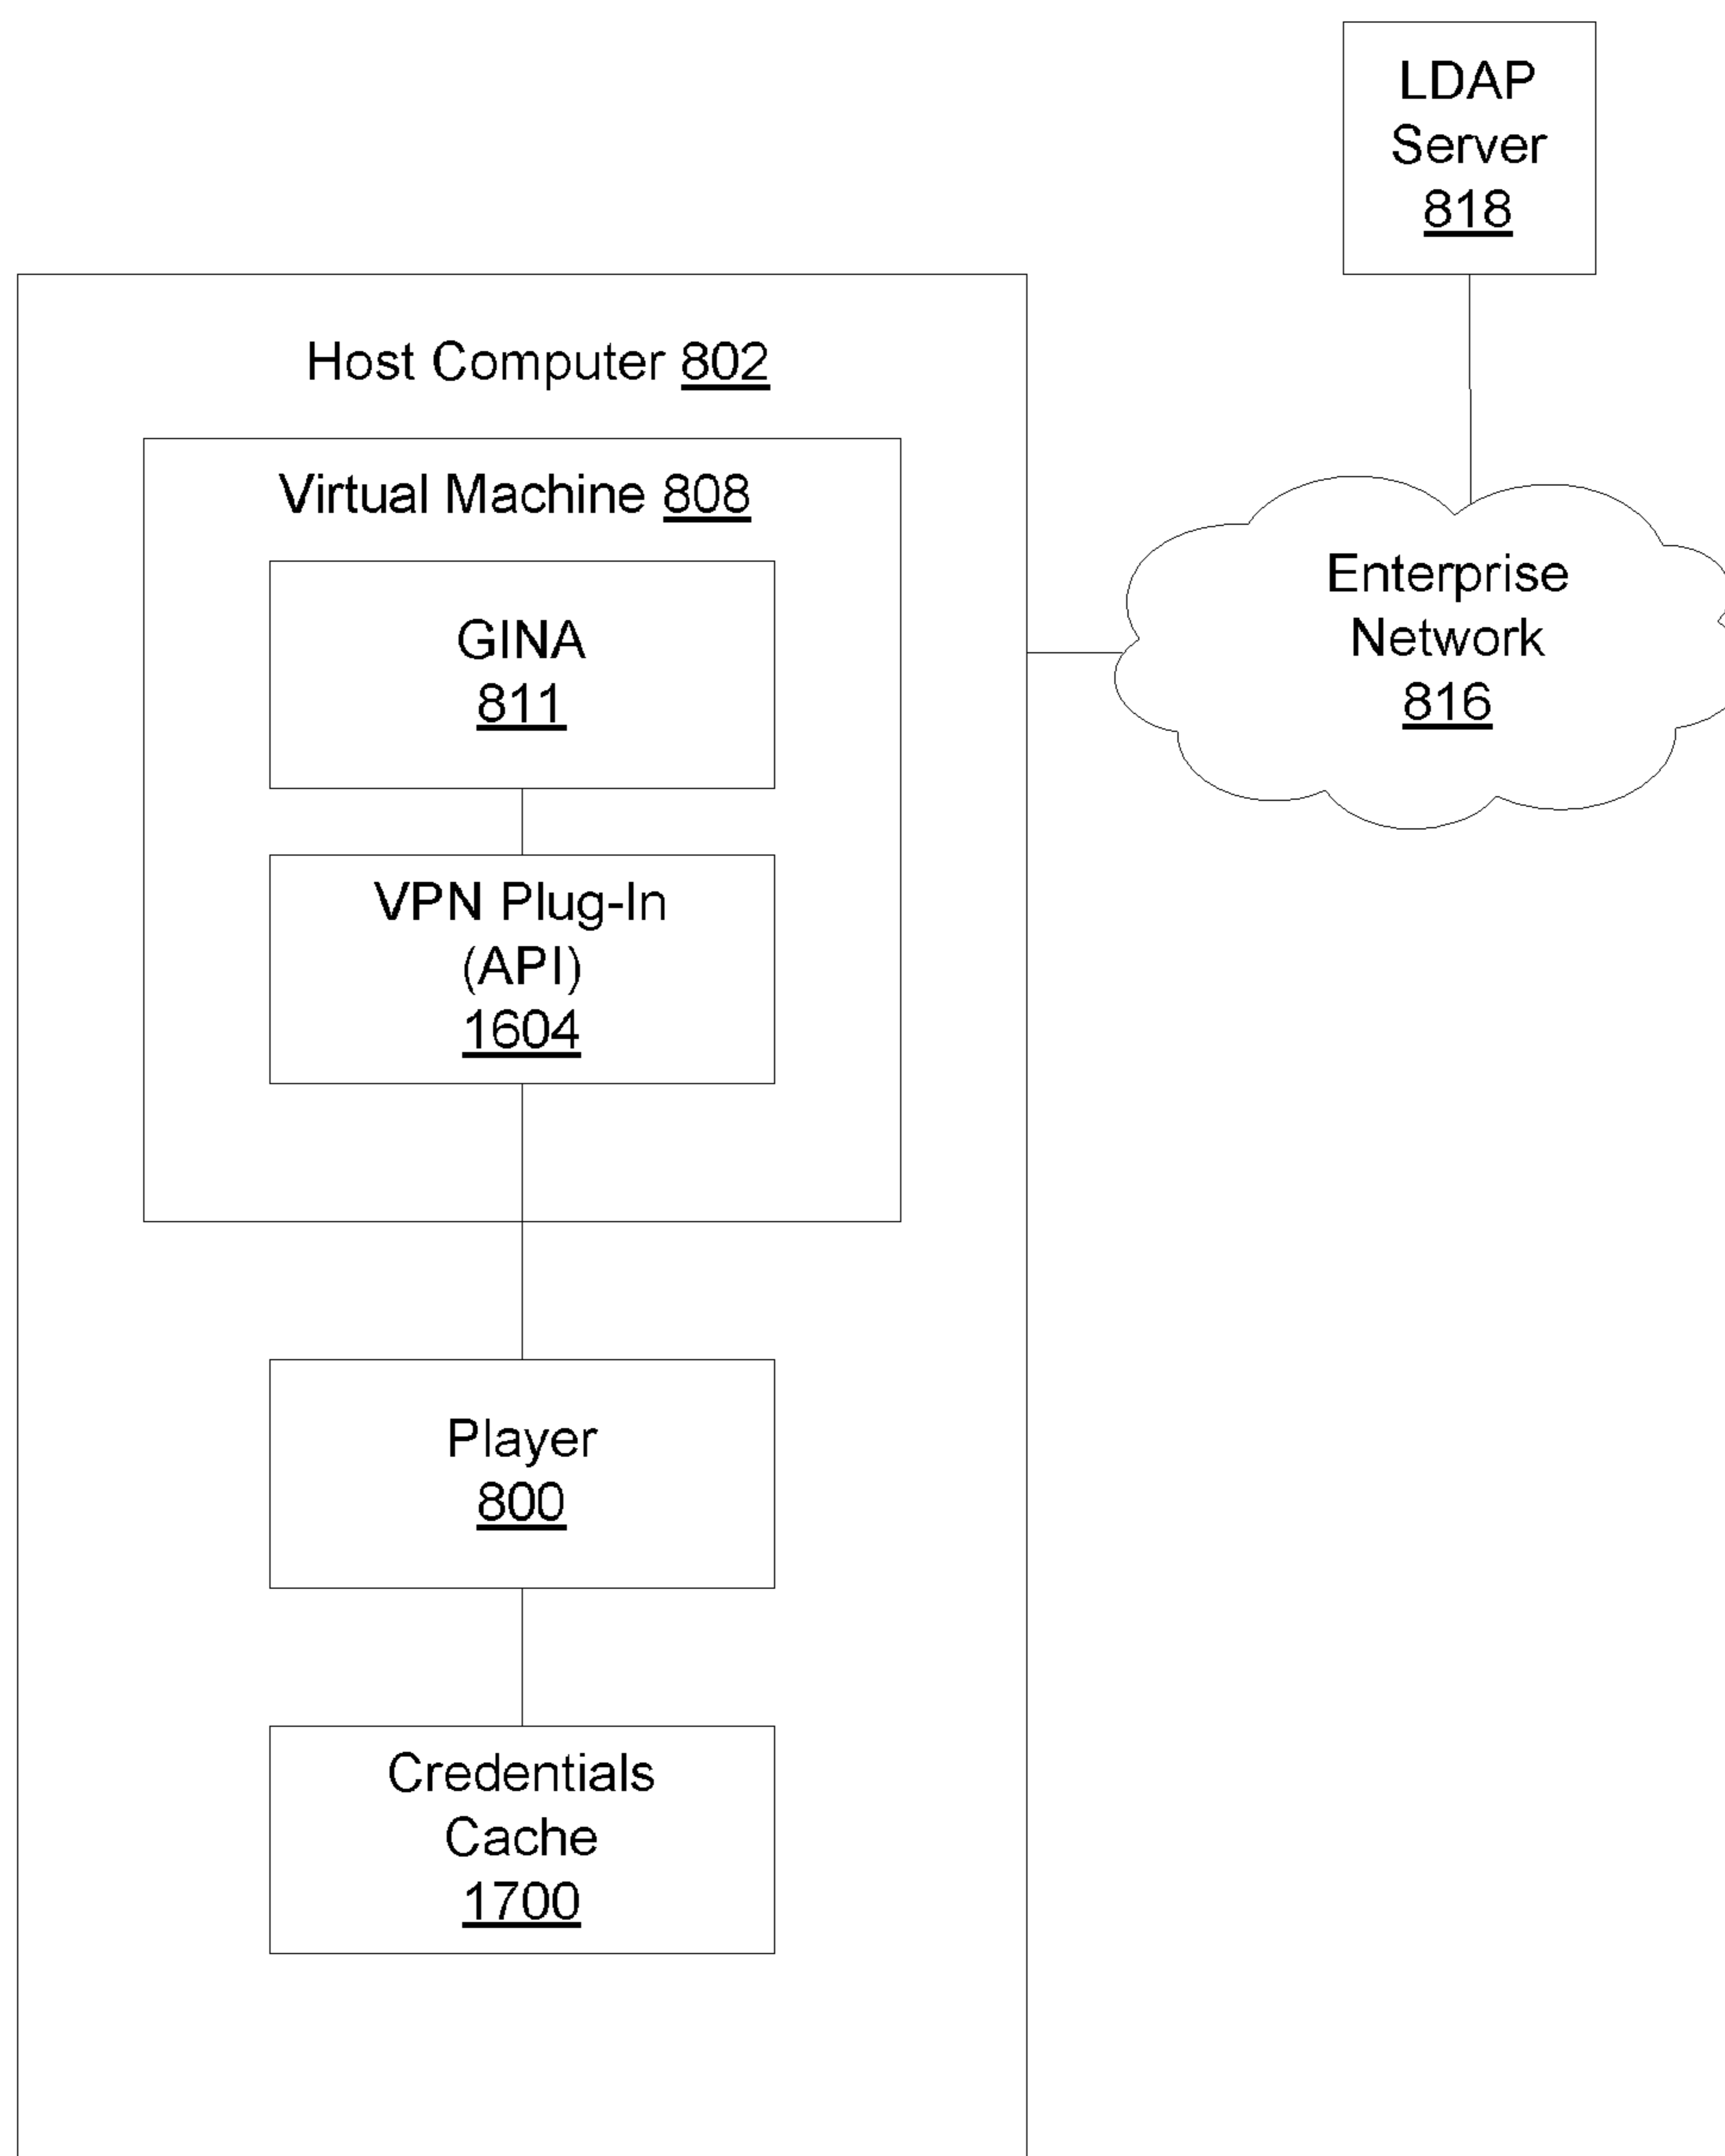 LDAP
Server
818
Host Computer 802
Virtual Machine 808
GINA
811
VPN Plug-In
(API)
1604
Enterprise
Network
816
Player
800
Credentials
Cache
1700